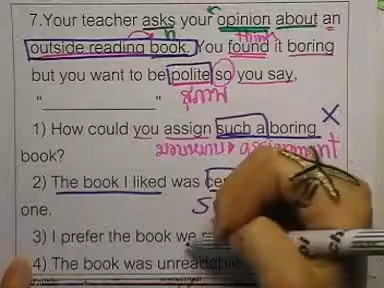 7.Your teacher asks your opinion about an
n
think
outside reading book. You found it boring
but you want to be polite so you say,
สุภาพ
"____________"
1) How could you assign such a boring X
มอบหมาย assignment
book?
2) The book I liked was
one.
3) I prefer the book we
4) The book was